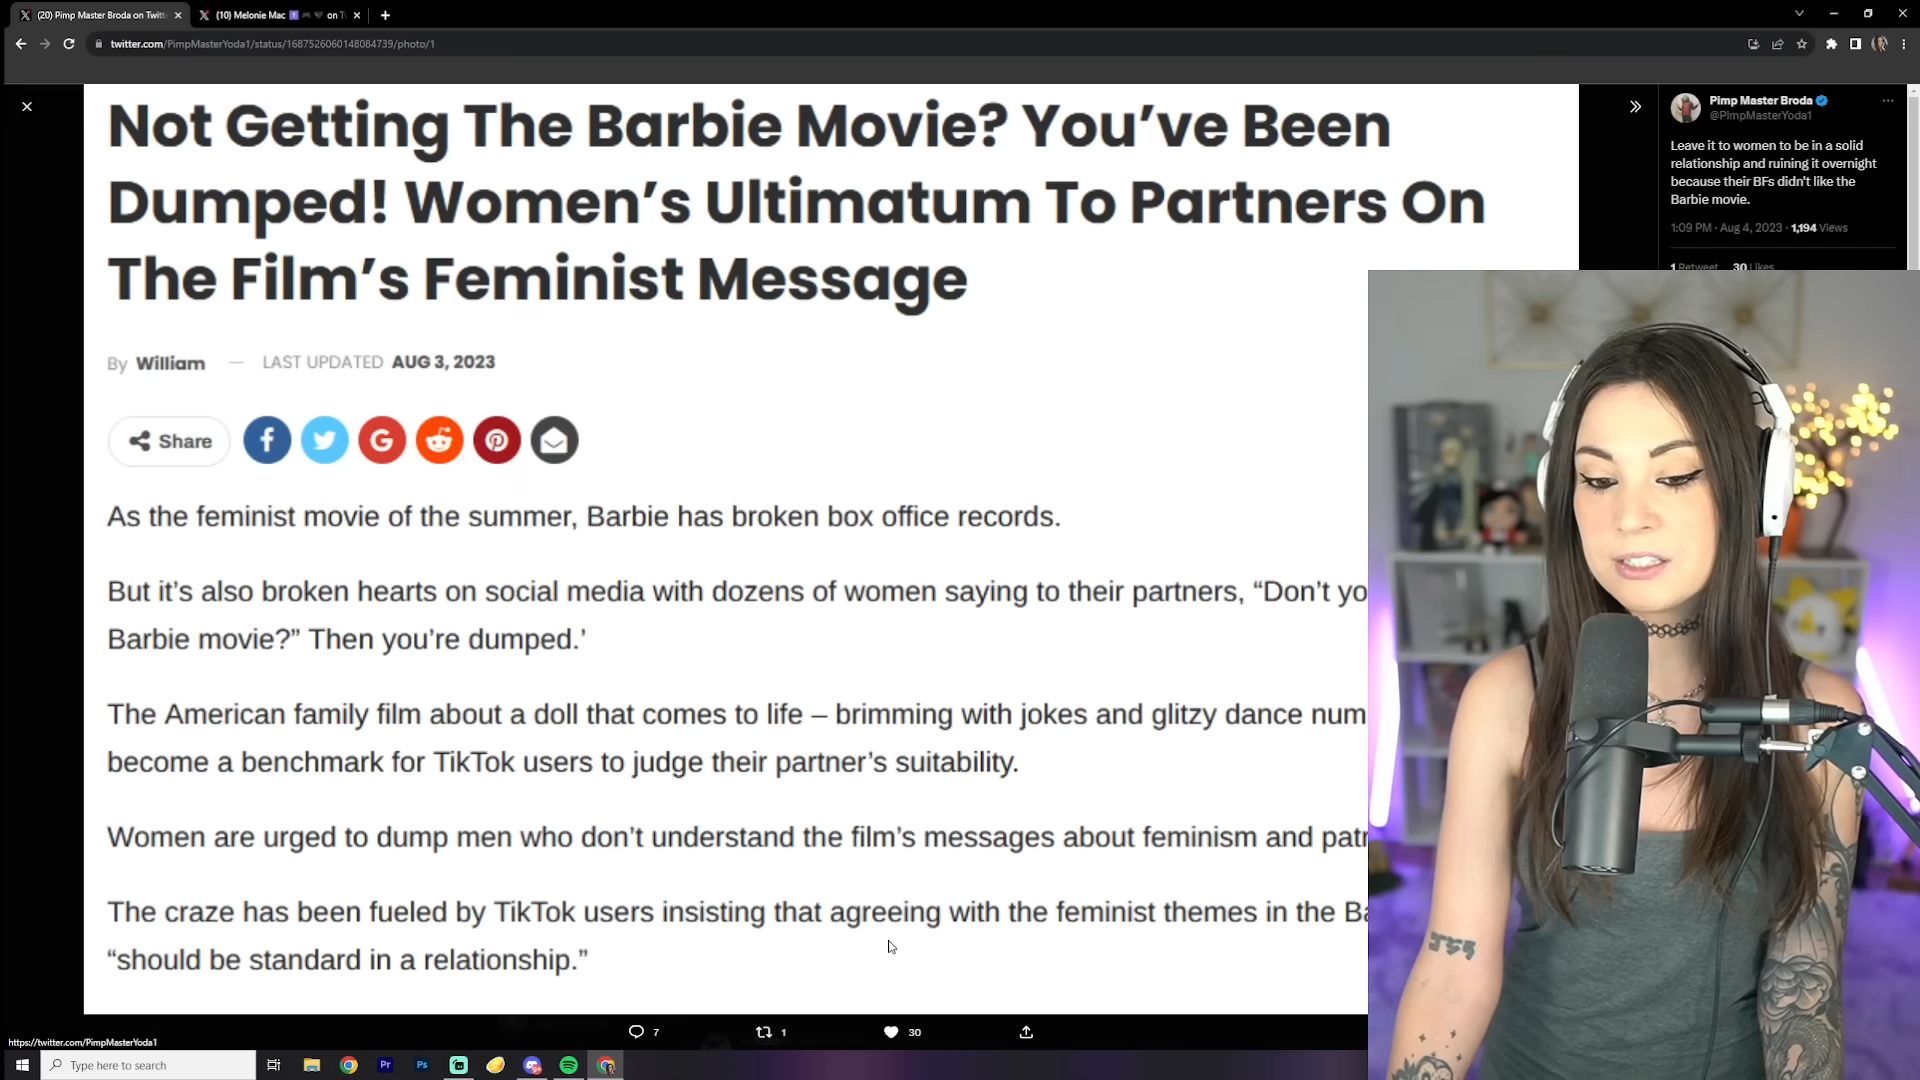 (20) Pimp Master Broda on Twitt
(10) Melonie Mac
on T
twitter.com/PimpMasterYoda1/status/1687526060148084739/photo/1
Not Getting The Barbie Movie? You’ve Been
Dumped! Women’s Ultimatum To Partners On
The Film’s Feminist Message
By William — LAST UPDATED AUG 3, 2023
Share
As the feminist movie of the summer, Barbie has broken box office records.
But it’s also broken hearts on social media with dozens of women saying to their partners, “Don’t yo
Barbie movie?” Then you’re dumped.’
The American family film about a doll that comes to life – brimming with jokes and glitzy dance num
become a benchmark for TikTok users to judge their partner’s suitability.
Women are urged to dump men who don’t understand the film’s messages about feminism and pat
The craze has been fueled by TikTok users insisting that agreeing with the feminist themes in the Ba
“should be standard in a relationship.”
7
1
30
Pimp Master Broda
@PimpMasterYoda1
Leave it to women to be in a solid
relationship and ruining it overnight
because their BFs didn't like the
Barbie movie.
1:09 PM · Aug 4, 2023 · 1,194 Views
1 Retweet 30 Likes
https://twitter.com/PimpMasterYoda1
Type here to search
Pr
Ps